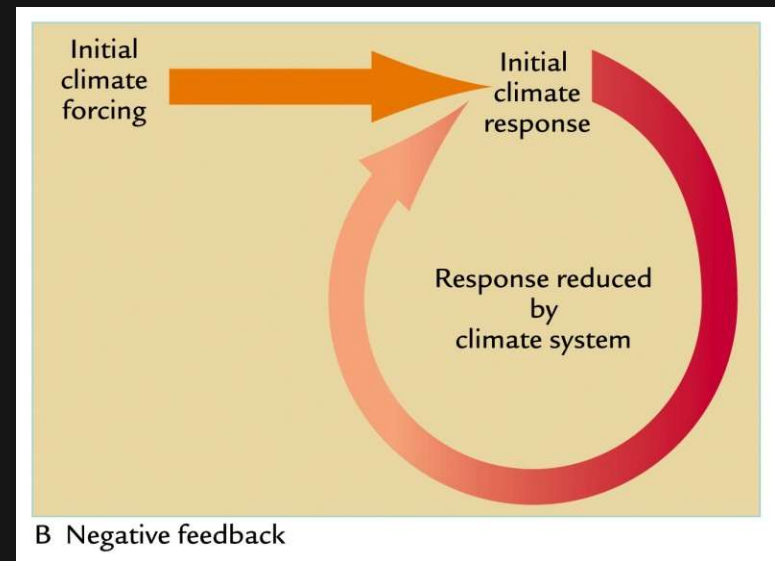 Initial
climate
forcing
Initial
climate
response
Response reduced
by
climate system
B Negative feedback